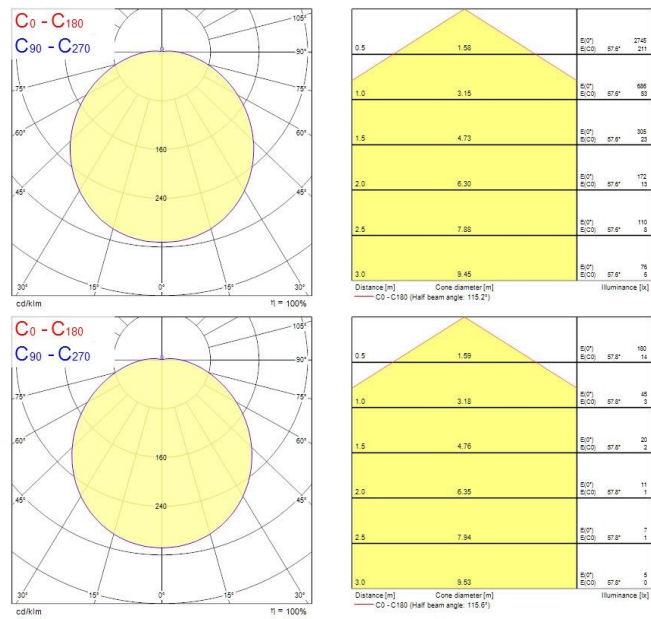 C0 - C180
C90 - C270
105°
90°
0
90°
75°
75°
60°
160
60°
45°
240
45°
30°
15°
0°
15°
30°
cd/klm
η = 100%
0.5 1.58 E(0°) 2745
E(C0) 57.6° 211
1.0 3.15 E(0°) 686
E(C0) 57.6° 53
1.5 4.73 E(0°) 305
E(C0) 57.6° 23
2.0 6.30 E(0°) 172
E(C0) 57.6° 13
2.5 7.88 E(0°) 110
E(C0) 57.6° 8
3.0 9.45 E(0°) 76
E(C0) 57.6° 6
Distance [m] Cone diameter [m] Illuminance [lx]
C0 - C180 (Half beam angle: 115.2°)
C0 - C180
C90 - C270
105°
90°
0
90°
75°
75°
60°
160
60°
45°
240
45°
30°
15°
0°
15°
30°
cd/klm
η = 100%
0.5 1.59 E(0°) 180
E(C0) 57.8° 14
1.0 3.18 E(0°) 45
E(C0) 57.8° 3
1.5 4.76 E(0°) 20
E(C0) 57.8° 2
2.0 6.35 E(0°) 11
E(C0) 57.8° 1
2.5 7.94 E(0°) 7
E(C0) 57.8° 1
3.0 9.53 E(0°) 5
E(C0) 57.8° 0
Distance [m] Cone diameter [m] Illuminance [lx]
C0 - C180 (Half beam angle: 115.6°)